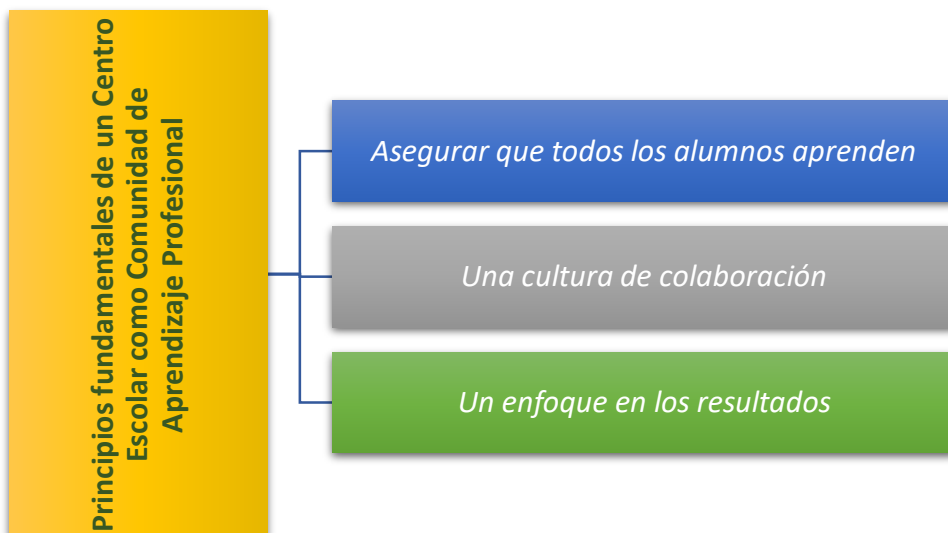 Principios fundamentales de un Centro
Escolar como Comunidad de
Aprendizaje Profesional
Asegurar que todos los alumnos aprenden
Una cultura de colaboración
Un enfoque en los resultados